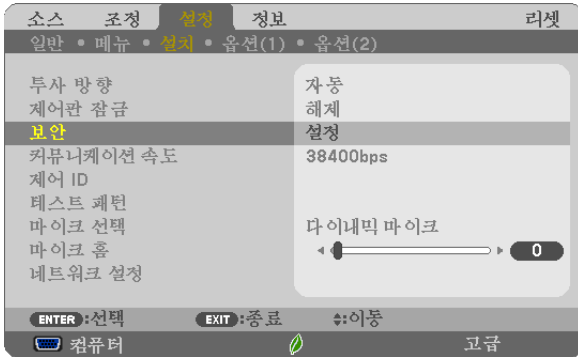 소스 조정 설정 정보 리셋
일반 • 메뉴 • 설치 • 옵션(1) • 옵션(2)
투사 방향 자동
제어판 잠금 해제
보안 설정
커뮤니케이션 속도 38400bps
제어 ID
테스트 패턴
마이크 선택 다이내믹 마이크
마이크 홈 0
네트워크 설정
ENTER :선택 EXIT :종료 :이동
컴퓨터 고급